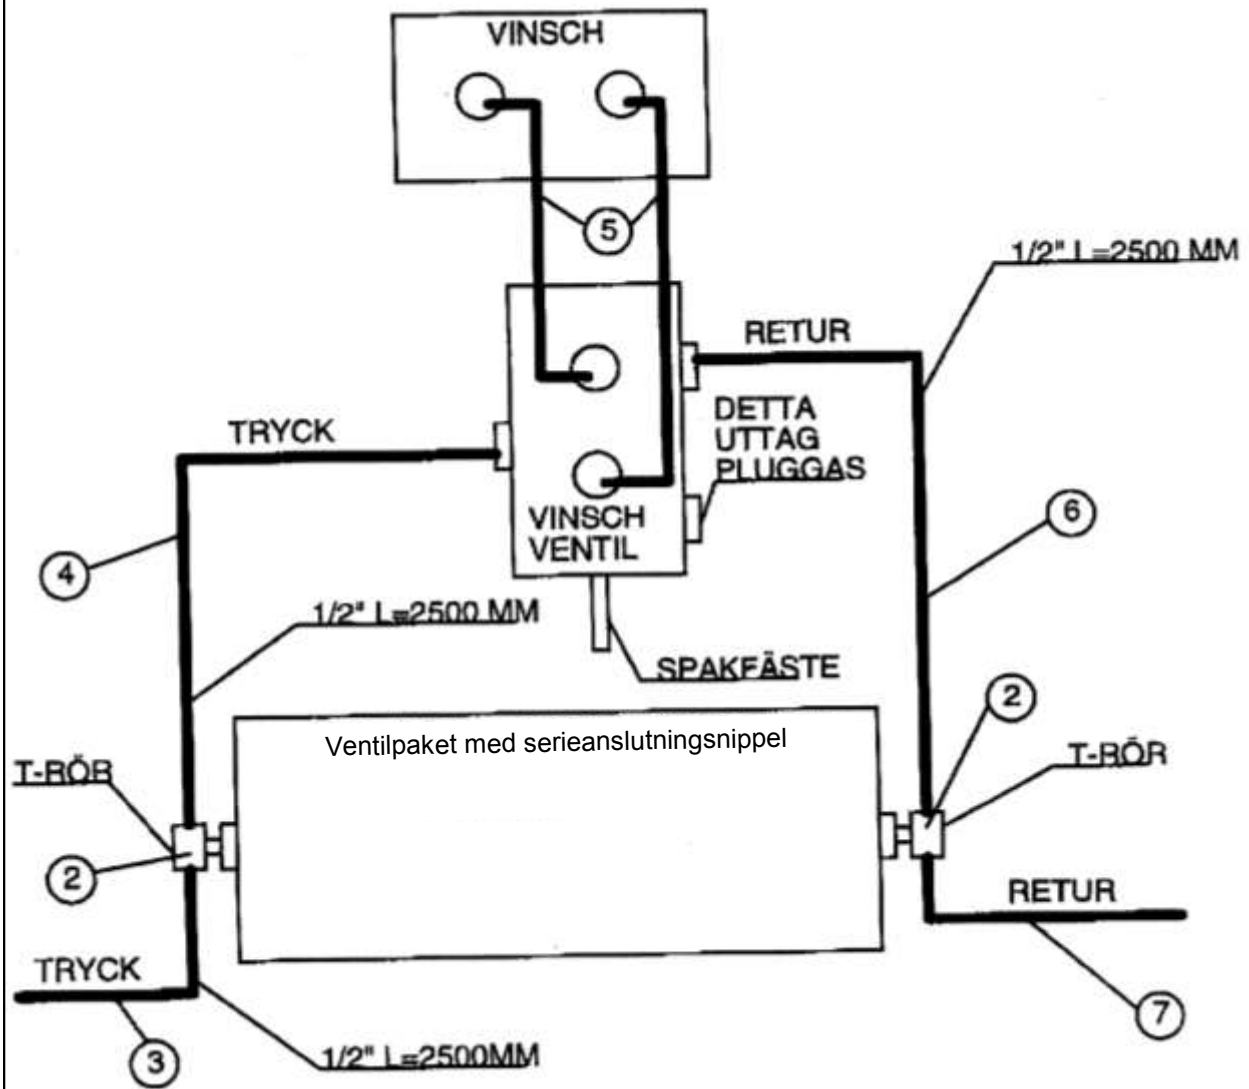 VINSCH
5
1/2" L=2500 MM
RETUR
TRYCK
DETTA
UTTAG
PLUGGAS
VINSCH
VENTIL
6
4
1/2" L=2500 MM
SPAKFÄSTE
2
Ventilpaket med serieanslutningsnippel
T-RÖR
T-RÖR
2
RETUR
TRYCK
7
3
1/2" L=2500MM